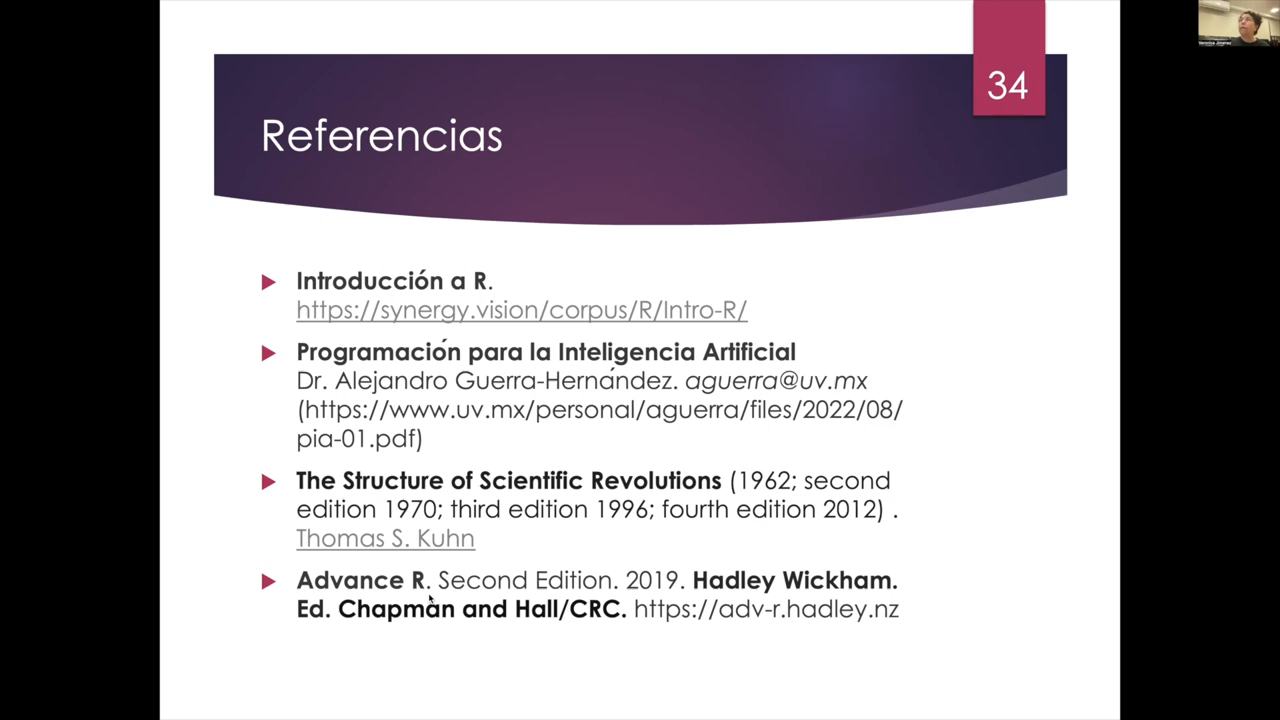 34
Referencias
Introducción a R.
https://synergy.vision/corpus/R/Intro-R/
Programación para la Inteligencia Artificial
Dr. Alejandro Guerra-Hernández. aguerra@uv.mx
(https://www.uv.mx/personal/aguerra/files/2022/08/
pia-01.pdf)
The Structure of Scientific Revolutions (1962; second
edition 1970; third edition 1996; fourth edition 2012) .
Thomas S. Kuhn
Advance R. Second Edition. 2019. Hadley Wickham.
Ed. Chapman and Hall/CRC. https://adv-r.hadley.nz